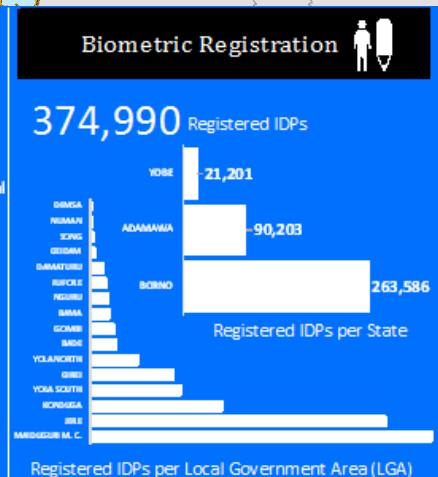 Biometric Registration
374,990 Registered IDPs
YOBE 21,201
ADAMAWA 90,203
BORNO 263,586
Registered IDPs per State
DEMSA
NUMAN
SONG
GEIDAM
DAMATURU
FUFORE
NGURU
BAMA
GOMBI
BADE
YOLA NORTH
GIREI
YOLA SOUTH
KONDUGA
JERE
MAIDUGURI M. C.
Registered IDPs per Local Government Area (LGA)